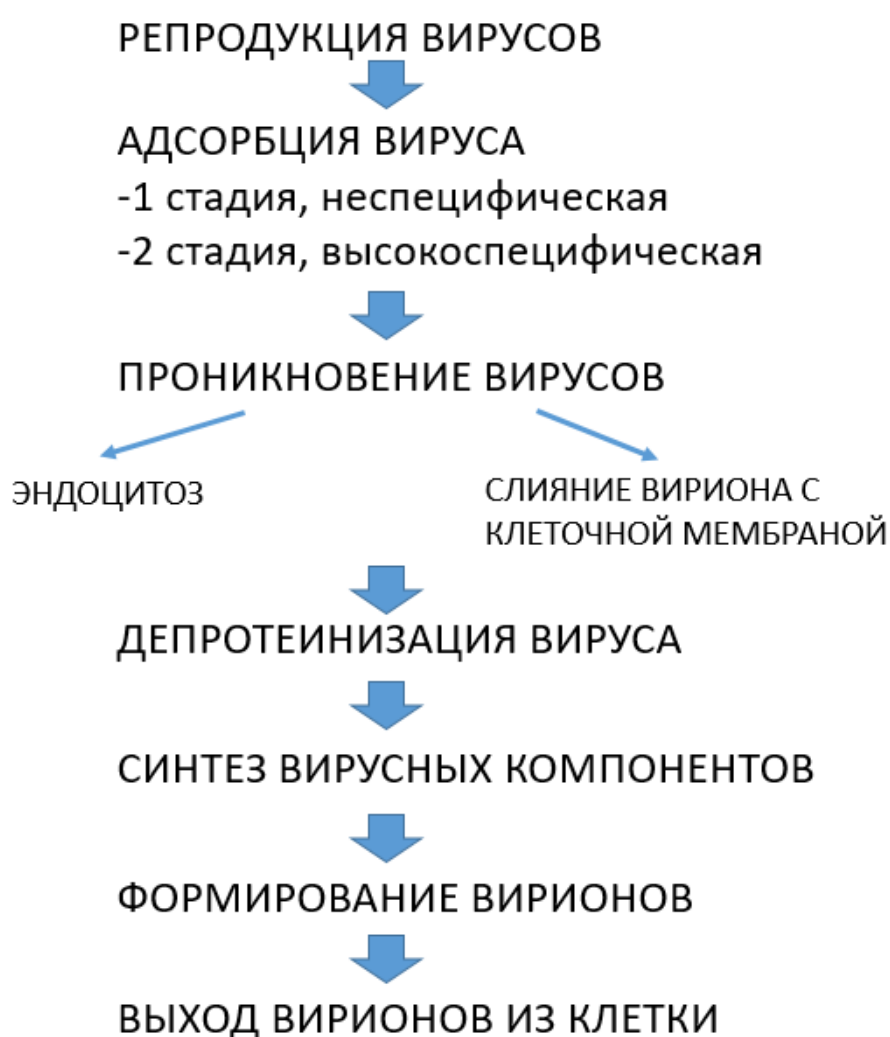 РЕПРОДУКЦИЯ ВИРУСОВ
АДСОРБЦИЯ ВИРУСА
-1 стадия, неспецифическая
-2 стадия, высокоспецифическая
ПРОНИКНОВЕНИЕ ВИРУСОВ
ЭНДОЦИТОЗ
СЛИЯНИЕ ВИРИОНА С
КЛЕТОЧНОЙ МЕМБРАНОЙ
ДЕПРОТЕИНИЗАЦИЯ ВИРУСА
СИНТЕЗ ВИРУСНЫХ КОМПОНЕНТОВ
ФОРМИРОВАНИЕ ВИРИОНОВ
ВЫХОД ВИРИОНОВ ИЗ КЛЕТКИ